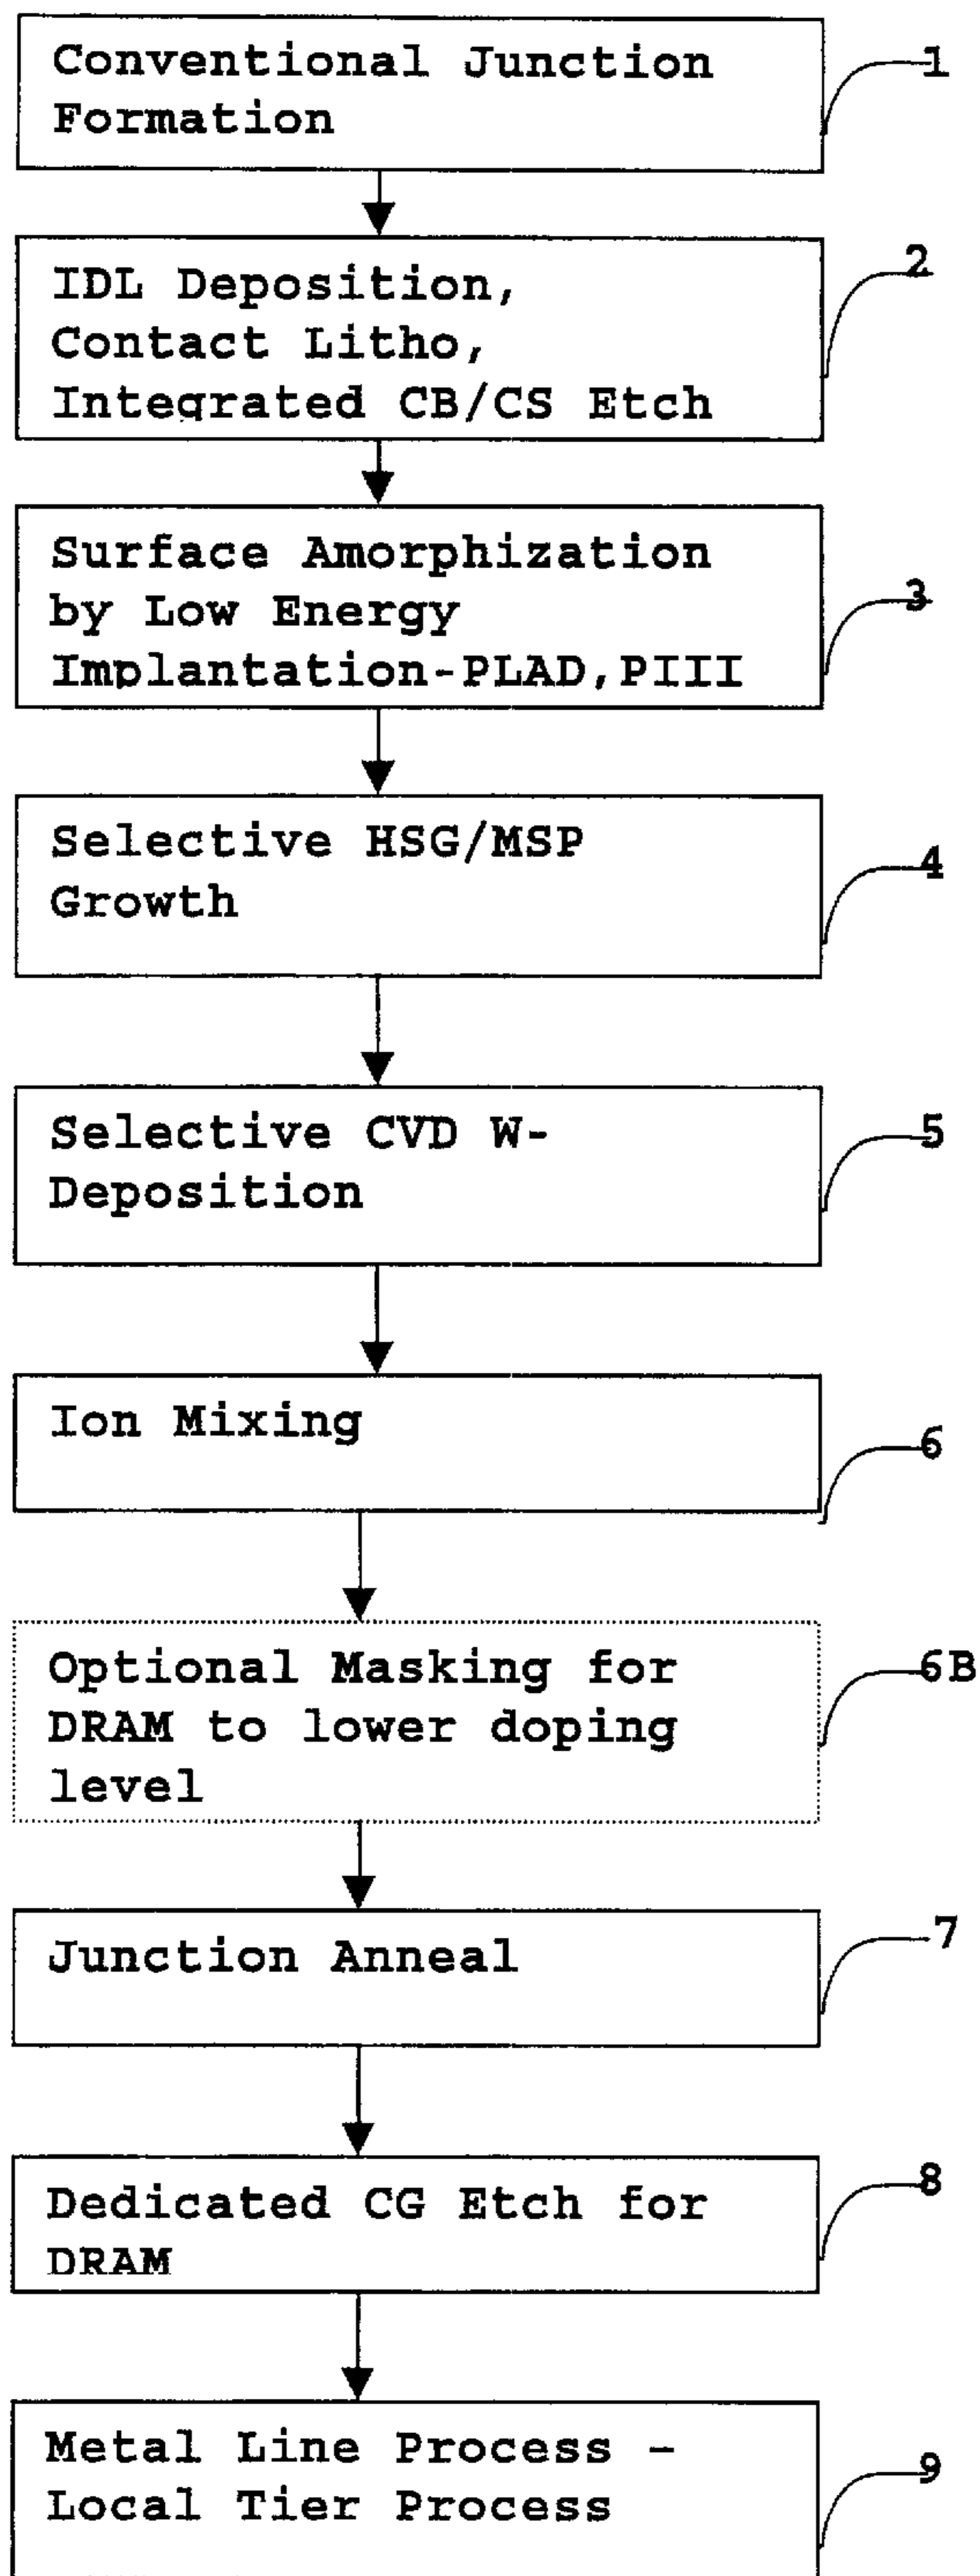 Conventional Junction
Formation
1
IDL Deposition,
Contact Litho,
Integrated CB/CS Etch
2
Surface Amorphization
by Low Energy
Implantation-PLAD,PIII
3
Selective HSG/MSP
Growth
4
Selective CVD W-
Deposition
5
Ion Mixing
6
Optional Masking for
DRAM to lower doping
level
6B
Junction Anneal
7
Dedicated CG Etch for
DRAM
8
Metal Line Process –
Local Tier Process
9